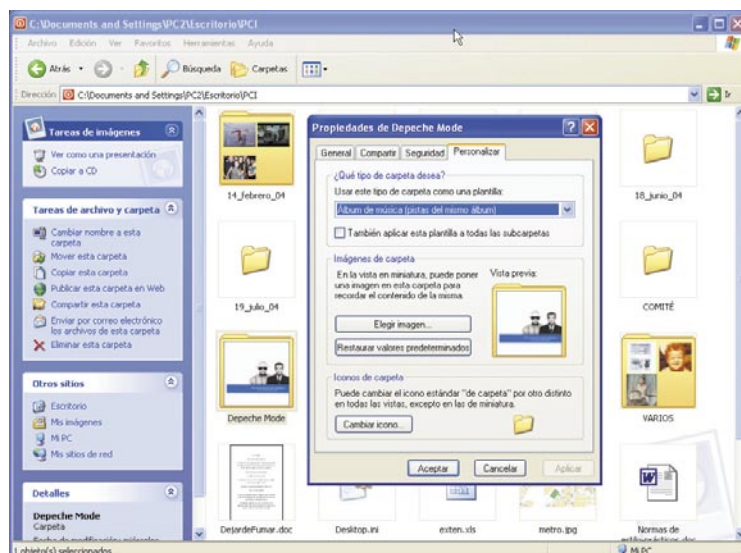 C:\Documents and Settings\PC2\Escritorio\PCI
Archivo Edición Ver Favoritos Herramientas Ayuda
Atrás Búsqueda Carpetas
Dirección C:\Documents and Settings\PC2\Escritorio\PCI Ir
Tareas de imágenes
Ver como una presentación
Copiar a CD
Tareas de archivo y carpeta
Cambiar nombre a esta
carpeta
Mover esta carpeta
Copiar esta carpeta
Publicar esta carpeta en Web
Compartir esta carpeta
Enviar por correo electrónico
los archivos de esta carpeta
Eliminar esta carpeta
Otros sitios
Escritorio
Mis imágenes
Mi PC
Mis sitios de red
Detalles
Depeche Mode
Carpeta
Fecha de modificación: miércoles,
14_febrero_04
19_julio_04
Depeche Mode
DejardeFumar.doc
Desktop.ini
exten.xls
metro.jpg
Normas de
18_junio_04
COMITÉ
VARIOS
Propiedades de Depeche Mode
General Compartir Seguridad Personalizar
¿Qué tipo de carpeta desea?
Usar este tipo de carpeta como una plantilla:
Álbum de música (pistas del mismo álbum)
También aplicar esta plantilla a todas las subcarpetas
Imágenes de carpeta
En la vista en miniatura, puede poner
una imagen en esta carpeta para
recordar el contenido de la misma.
Vista previa:
Elegir imagen...
Restaurar valores predeterminados
Iconos de carpeta
Puede cambiar el icono estándar "de carpeta" por otro distinto
en todas las vistas, excepto en las de miniatura.
Cambiar icono...
Aceptar Cancelar Aplicar
1 objeto(s) seleccionados
Mi PC